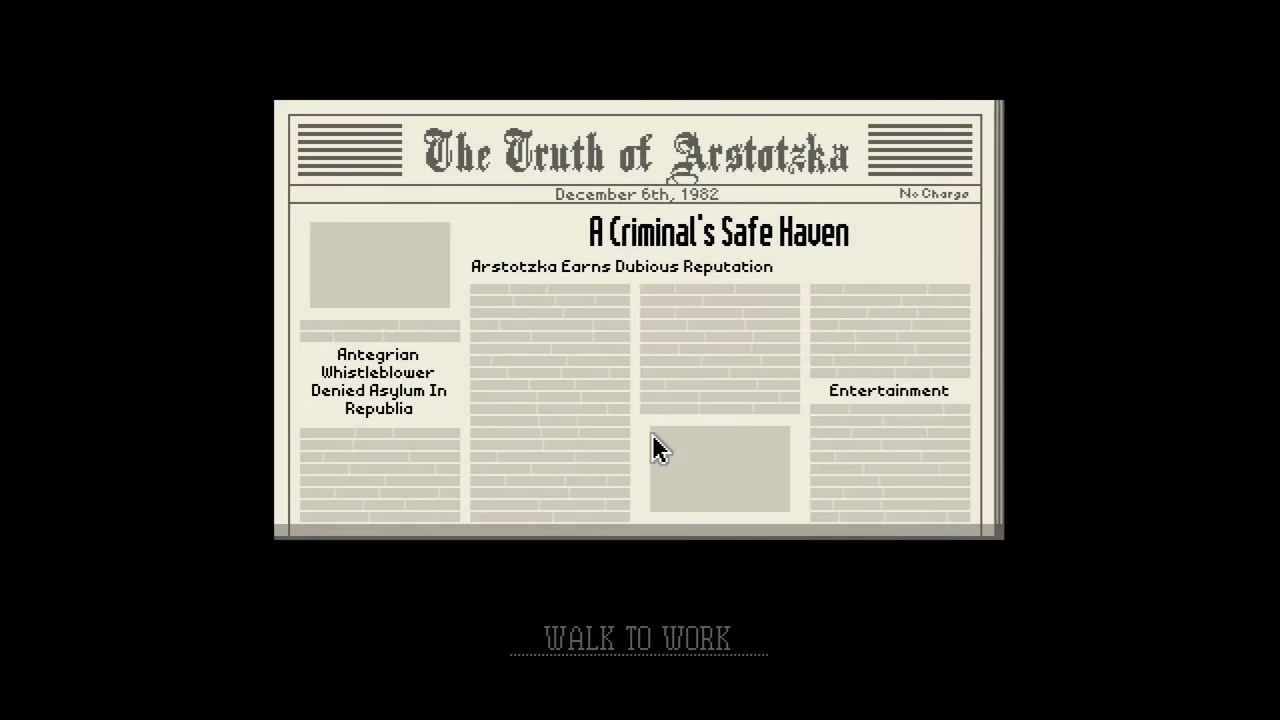 The Truth of Arstotzka
December 6th, 1982
No Charge
A Criminal's Safe Haven
Arstotzka Earns Dubious Reputation
Antegrian
Whistleblower
Denied Asylum In
Republia
Entertainment
WALK TO WORK